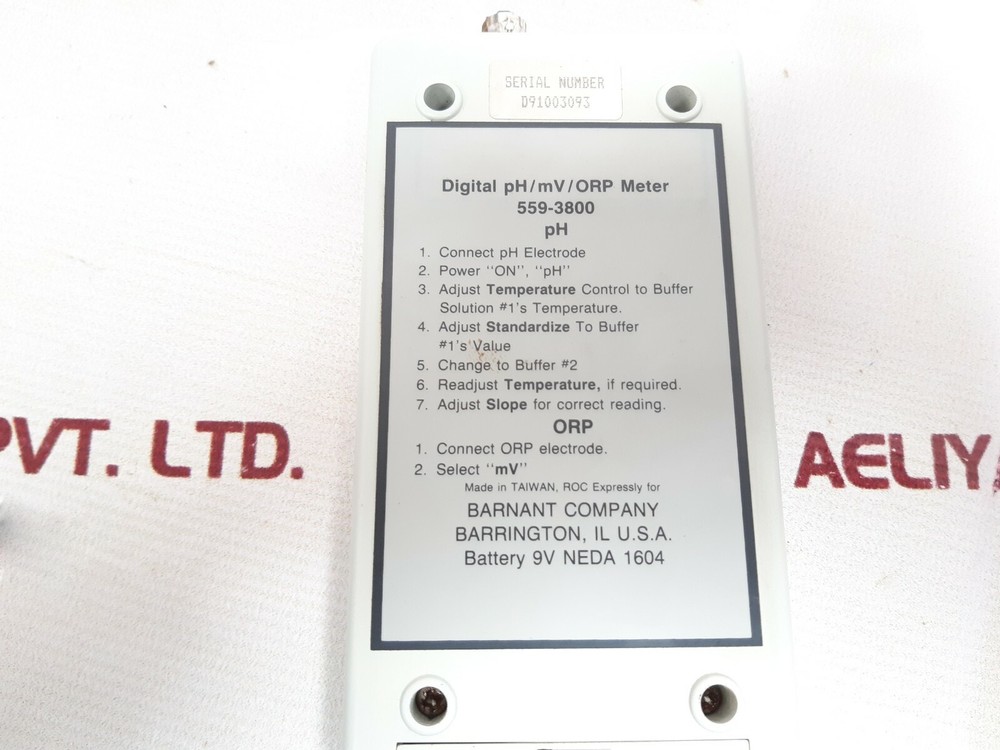 SERIAL NUMBER
D91003093
Digital pH/mV/ORP Meter
559-3800
pH
1. Connect pH Electrode
2. Power "ON", "pH"
3. Adjust Temperature Control to Buffer
Solution #1's Temperature.
4. Adjust Standardize To Buffer
#1's Value
5. Change to Buffer #2
6. Readjust Temperature, if required.
7. Adjust Slope for correct reading.
ORP
1. Connect ORP electrode.
2. Select "mV"
Made in TAIWAN, ROC Expressly for
BARNANT COMPANY
BARRINGTON, IL U.S.A.
Battery 9V NEDA 1604
PVT. LTD.
AELIYA